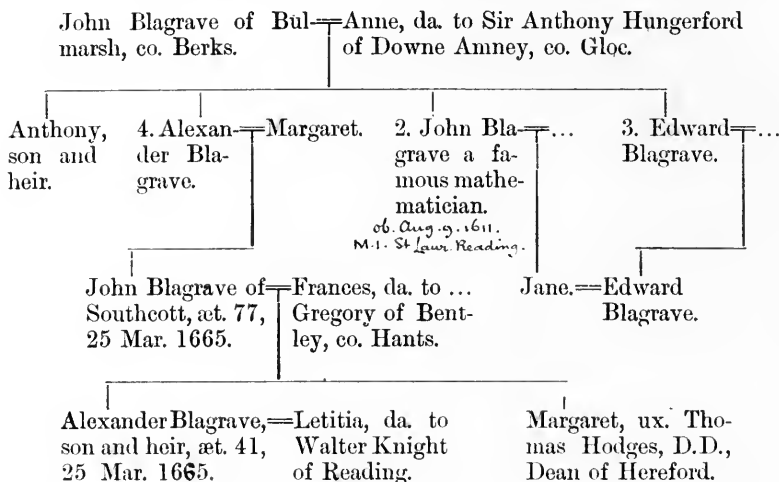 John Blagrave of Bul- Anne, da. to Sir Anthony Hungerford
marsh, co. Berks. of Downe Amney, co. Gloc.
Anthony, 4. Alexan- Margaret. 2. John Bla- ... 3. Edward ...
son and der Bla- grave a fa- Blagrave.
heir. grave. mous mathe-
matician.
ob. Aug. 9. 1611.
M.I. St Laur. Reading.
John Blagrave of Frances, da. to ... Jane. Edward
Southcott, æt. 77, Gregory of Bent- Blagrave.
25 Mar. 1665. ley, co. Hants.
Alexander Blagrave, Letitia, da. to Margaret, ux. Tho-
son and heir, æt. 41, Walter Knight mas Hodges, D.D.,
25 Mar. 1665. of Reading. Dean of Hereford.